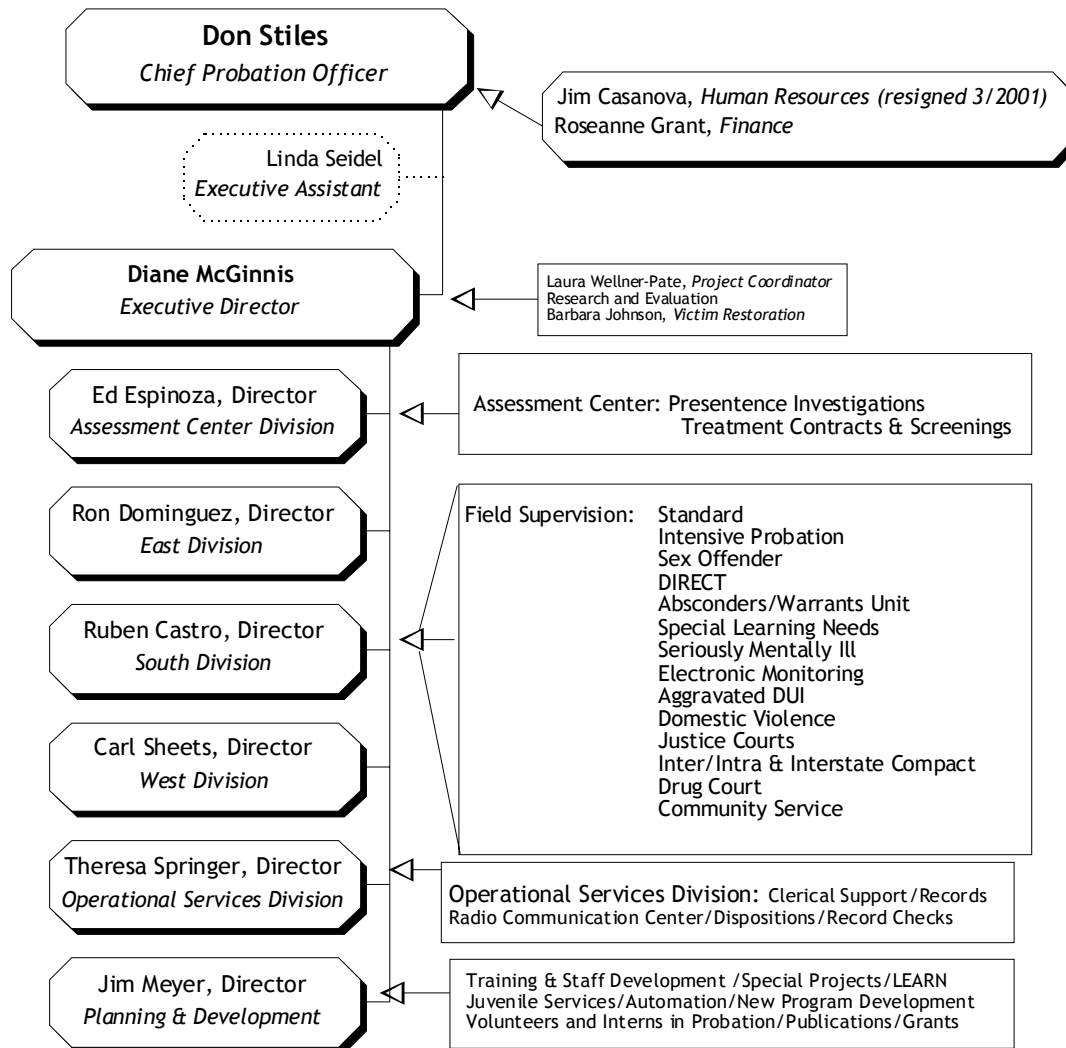 Don Stiles
Chief Probation Officer
Jim Casanova, Human Resources (resigned 3/2001)
Roseanne Grant, Finance
Linda Seidel
Executive Assistant
Diane McGinnis
Executive Director
Laura Wellner-Pate, Project Coordinator
Research and Evaluation
Barbara Johnson, Victim Restoration
Ed Espinoza, Director
Assessment Center Division
Assessment Center: Presentence Investigations
Treatment Contracts & Screenings
Ron Dominguez, Director
East Division
Ruben Castro, Director
South Division
Carl Sheets, Director
West Division
Field Supervision: Standard
Intensive Probation
Sex Offender
DIRECT
Absconders/Warrants Unit
Special Learning Needs
Seriously Mentally Ill
Electronic Monitoring
Aggravated DUI
Domestic Violence
Justice Courts
Inter/Intra & Interstate Compact
Drug Court
Community Service
Theresa Springer, Director
Operational Services Division
Operational Services Division: Clerical Support/Records
Radio Communication Center/Dispositions/Record Checks
Jim Meyer, Director
Planning & Development
Training & Staff Development /Special Projects/LEARN
Juvenile Services/Automation/New Program Development
Volunteers and Interns in Probation/Publications/Grants